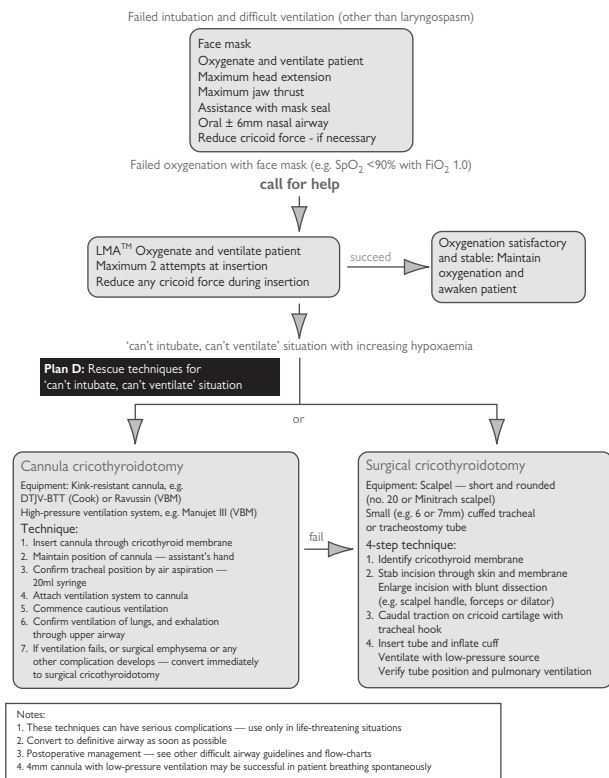 Failed intubation and difficult ventilation (other than laryngospasm)
Face mask
Oxygenate and ventilate patient
Maximum head extension
Maximum jaw thrust
Assistance with mask seal
Oral ± 6mm nasal airway
Reduce cricoid force - if necessary
Failed oxygenation with face mask (e.g. SpO₂ <90% with FiO₂ 1.0)
call for help
LMA™ Oxygenate and ventilate patient
Maximum 2 attempts at insertion
Reduce any cricoid force during insertion
succeed
Oxygenation satisfactory
and stable: Maintain
oxygenation and
awaken patient
‘can’t intubate, can’t ventilate’ situation with increasing hypoxaemia
Plan D: Rescue techniques for
‘can’t intubate, can’t ventilate’ situation
or
Cannula cricothyroidotomy
Equipment: Kink-resistant cannula, e.g.
DTJV-BTT (Cook) or Ravussin (VBM)
High-pressure ventilation system, e.g. Manujet III (VBM)
Technique:
1. Insert cannula through cricothyroid membrane
2. Maintain position of cannula — assistant’s hand
3. Confirm tracheal position by air aspiration —
20ml syringe
4. Attach ventilation system to cannula
5. Commence cautious ventilation
6. Confirm ventilation of lungs, and exhalation
through upper airway
7. If ventilation fails, or surgical emphysema or any
other complication develops — convert immediately
to surgical cricothyroidotomy
fail
Surgical cricothyroidotomy
Equipment: Scalpel — short and rounded
(no. 20 or Minitrach scalpel)
Small (e.g. 6 or 7mm) cuffed tracheal
or tracheostomy tube
4-step technique:
1. Identify cricothyroid membrane
2. Stab incision through skin and membrane
Enlarge incision with blunt dissection
(e.g. scalpel handle, forceps or dilator)
3. Caudal traction on cricoid cartilage with
tracheal hook
4. Insert tube and inflate cuff
Ventilate with low-pressure source
Verify tube position and pulmonary ventilation
Notes:
1. These techniques can have serious complications — use only in life-threatening situations
2. Convert to definitive airway as soon as possible
3. Postoperative management — see other difficult airway guidelines and flow-charts
4. 4mm cannula with low-pressure ventilation may be successful in patient breathing spontaneously